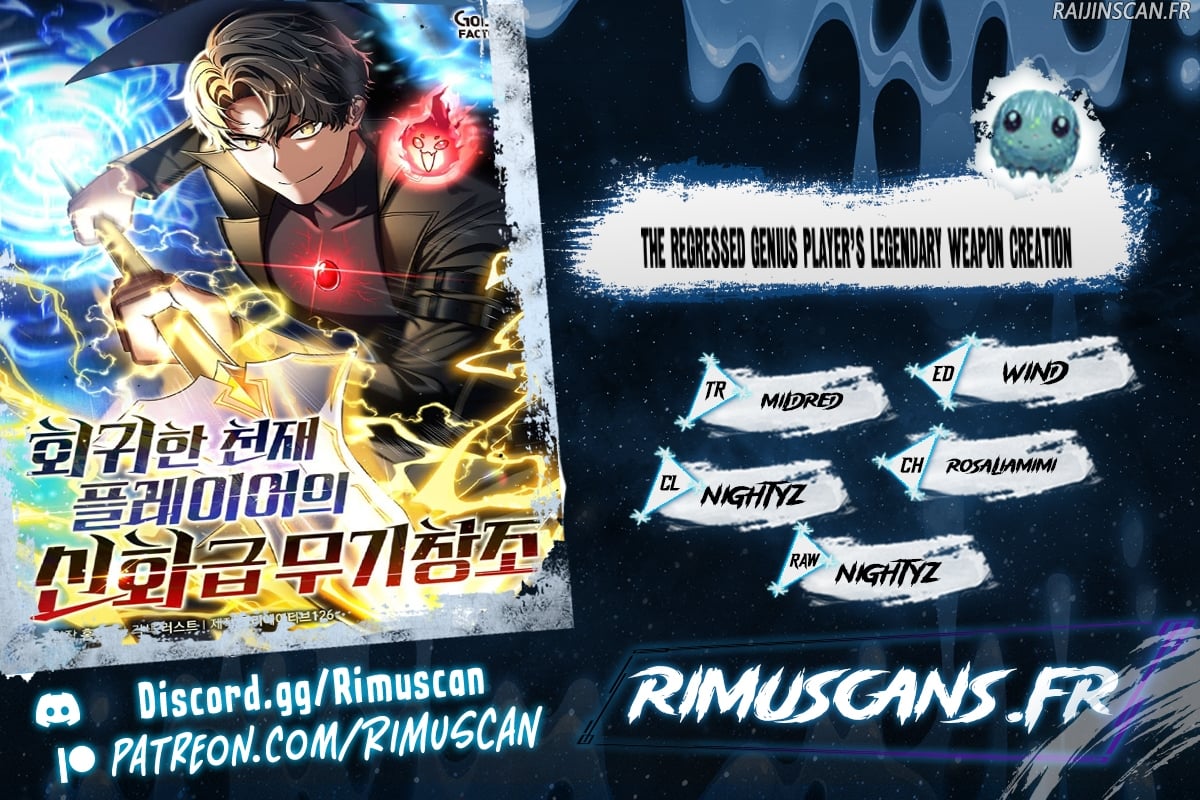 RAIJINSCAN.FR
FACT
THE REGRESSED GENIUS PLAYER'S LEGENDARY WEAPON CREATION
TR MILDRED
ED WIND
CL NIGHTYZ
CH ROSALIAMIMI
RAW NIGHTYZ
회귀한 천재
플레이어의
신화급 무기창조
Discord.gg/Rimuscan
PATREON.COM/RIMUSCAN
RIMUSCANS.FR